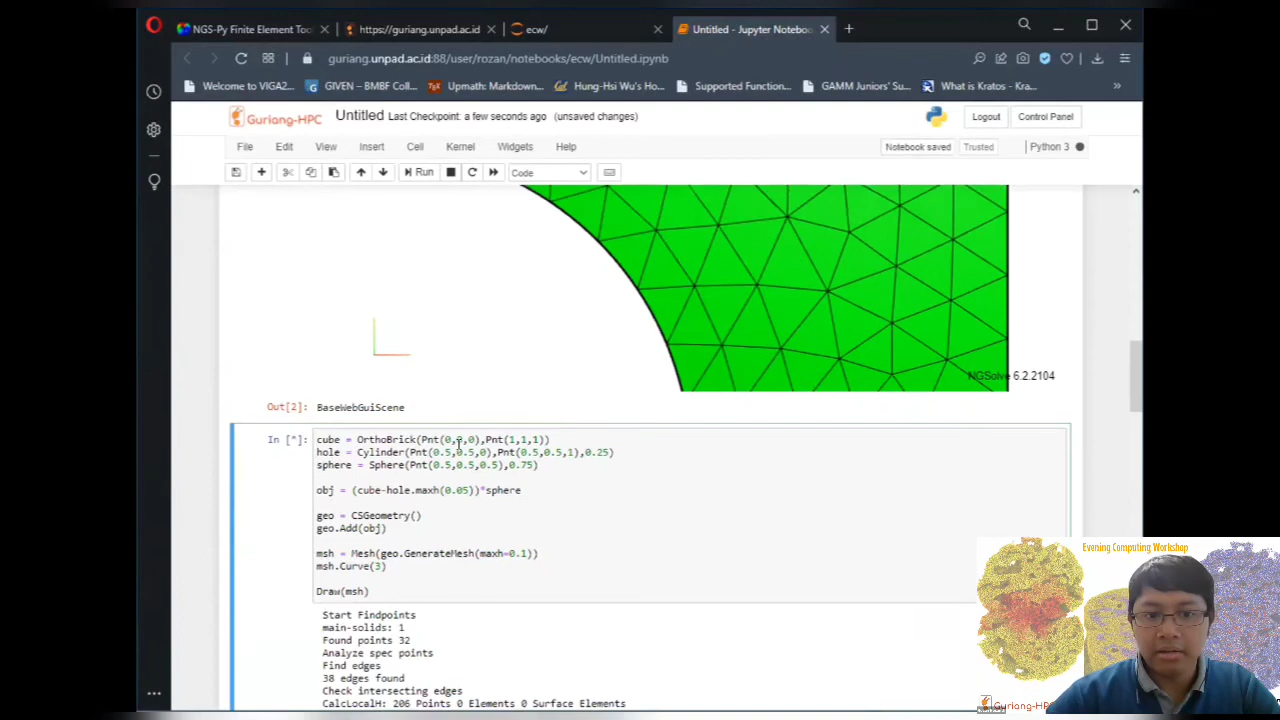 NGS-Py Finite Element Too
https://guriang.unpad.ac.id
ecw/
Untitled - Jupyter Noteboo
guriang.unpad.ac.id:88/user/rozan/notebooks/ecw/Untitled.ipynb
Welcome to VIGA2...
GIVEN – BMBF Coll...
Upmath: Markdown...
Hung-Hsi Wu's Ho...
Supported Function...
GAMM Juniors' Su...
What is Kratos - Kra...
»
Guriang-HPC
Untitled Last Checkpoint: a few seconds ago (unsaved changes)
Logout
Control Panel
File Edit View Insert Cell Kernel Widgets Help
Notebook saved
Trusted
Python 3
Run
Code
NGSolve 6.2.2104
Out[2]: BaseWebGuiScene
In [*]: cube = OrthoBrick(Pnt(0,0,0),Pnt(1,1,1))
hole = Cylinder(Pnt(0.5,0.5,0),Pnt(0.5,0.5,1),0.25)
sphere = Sphere(Pnt(0.5,0.5,0.5),0.75)
obj = (cube-hole.maxh(0.05))*sphere
geo = CSGeometry()
geo.Add(obj)
msh = Mesh(geo.GenerateMesh(maxh=0.1))
msh.Curve(3)
Draw(msh)
Start Findpoints
main-solids: 1
Found points 32
Analyze spec points
Find edges
38 edges found
Check intersecting edges
CalcLocalH: 206 Points 0 Elements 0 Surface Elements
Evening Computing Workshop
Guriang-HPC